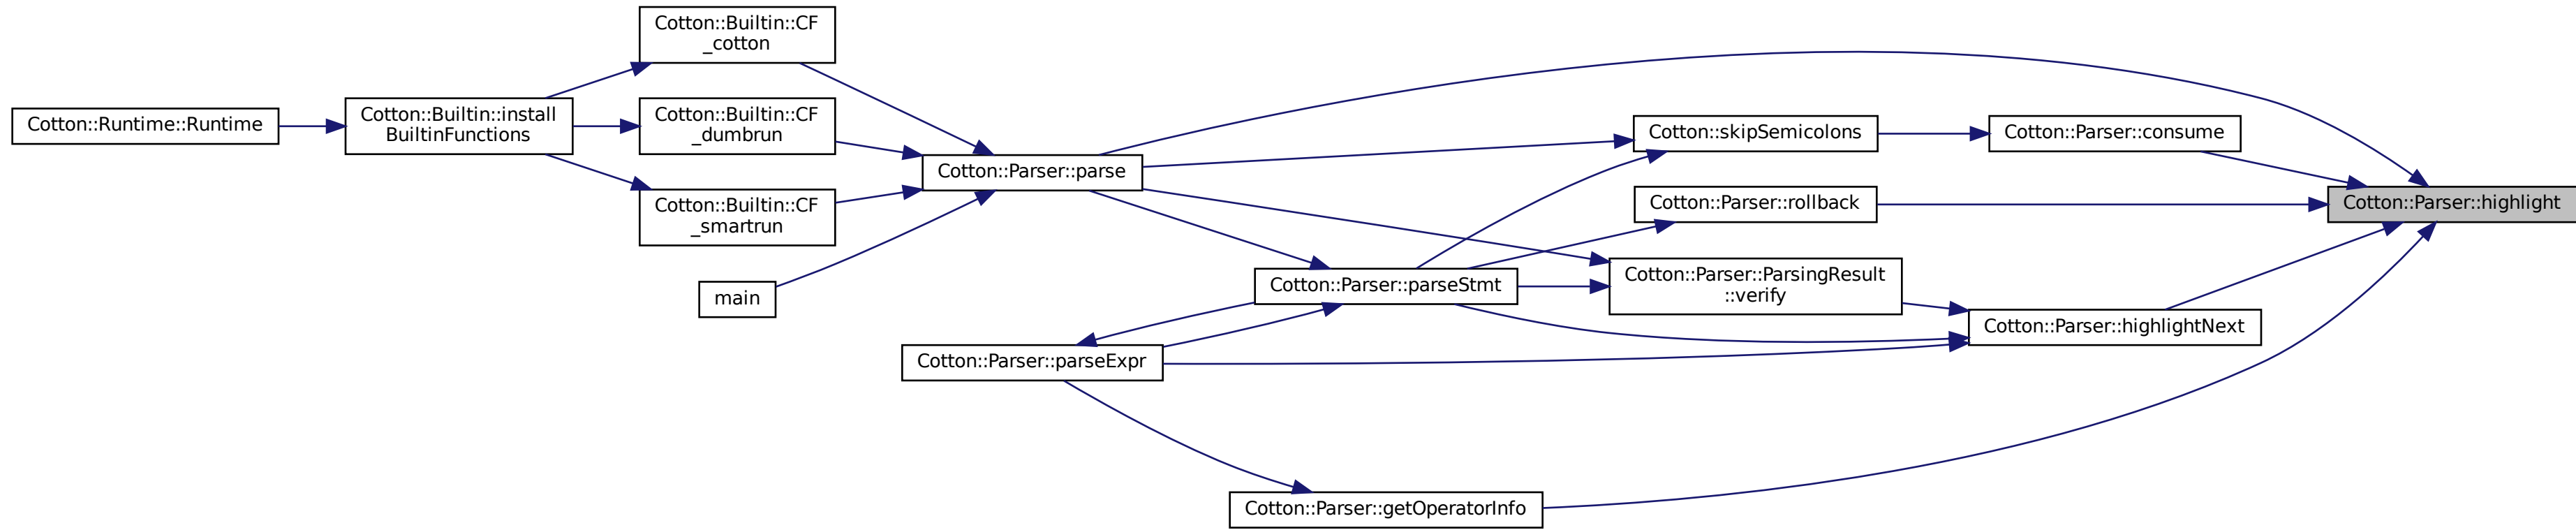 Cotton::Runtime::Runtime
Cotton::Builtin::install
BuiltinFunctions
Cotton::Builtin::CF
_cotton
Cotton::Builtin::CF
_dumbrun
Cotton::Builtin::CF
_smartrun
main
Cotton::Parser::parse
Cotton::Parser::parseExpr
Cotton::Parser::parseStmt
Cotton::Parser::getOperatorInfo
Cotton::skipSemicolons
Cotton::Parser::rollback
Cotton::Parser::ParsingResult
::verify
Cotton::Parser::consume
Cotton::Parser::highlightNext
Cotton::Parser::highlight